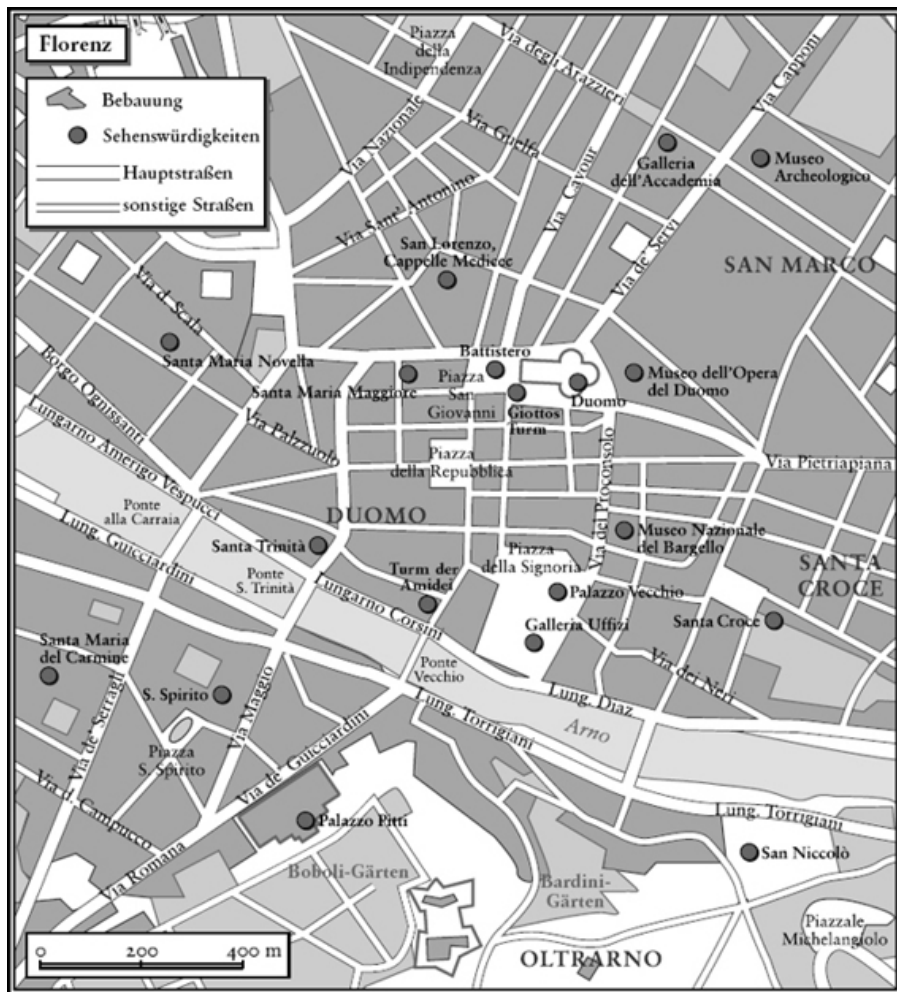 Florenz
Bebauung
Sehenswürdigkeiten
Hauptstraßen
sonstige Straßen
Piazza
della
Indipendenza
Via degli Arazzieri
Via Capponi
Via Nazionale
Via Guelfa
Via Cavour
Galleria
dell'Accademia
Museo
Archeologico
Via Sant' Antonino
San Lorenzo,
Cappelle Medicee
Via de' Servi
SAN MARCO
Via d. Scala
Santa Maria Novella
Battistero
Santa Maria Maggiore
Piazza
San
Giovanni
Giottos
Turm
Duomo
Museo dell'Opera
del Duomo
Borgo Ognissanti
Lungarno Amerigo Vespucci
Via Palzzuolo
Piazza
della Repubblica
Via del Proconsolo
Via Pietriapiana
Ponte
alla Carraia
DUOMO
Lung. Guicciardini
Santa Trinità
Ponte
S. Trinità
Museo Nazionale
del Bargello
Piazza
della Signoria
SANTA
CROCE
Turm der
Amidei
Lungarno Corsini
Palazzo Vecchio
Galleria Uffizi
Santa Croce
Santa Maria
del Carmine
Ponte
Vecchio
Via dei Neri
S. Spirito
Via Maggio
Lung. Diaz
Lung. Torrigiani
Arno
Via de' Serragli
Piazza
S. Spirito
Via de' Guicciardini
Via d. Campucco
Palazzo Pitti
Lung. Torrigiani
San Niccolò
Via Romana
Boboli-Gärten
Bardini-
Gärten
Piazzale
Michelangiolo
OLTRARNO
0 200 400 m